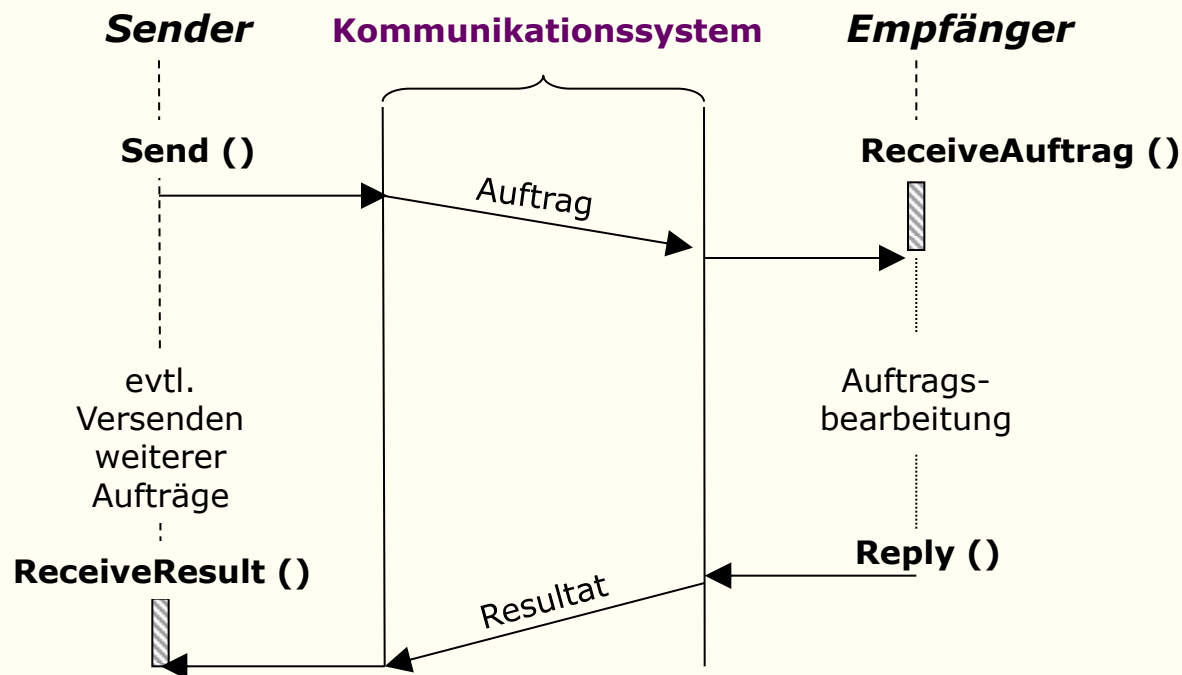 Sender
Kommunikationssystem
Empfänger
Send ()
ReceiveAuftrag ()
Auftrag
evtl.
Versenden
weiterer
Aufträge
Auftrags-
bearbeitung
ReceiveResult ()
Reply ()
Resultat